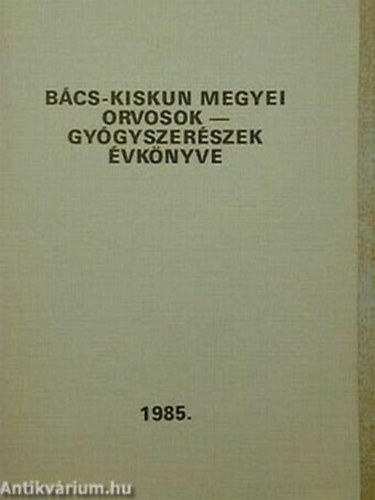 BÁCS-KISKUN MEGYEI
ORVOSOK —
GYÓGYSZERÉSZEK
ÉVKÖNYVE
1985.
Antikvárium.hu